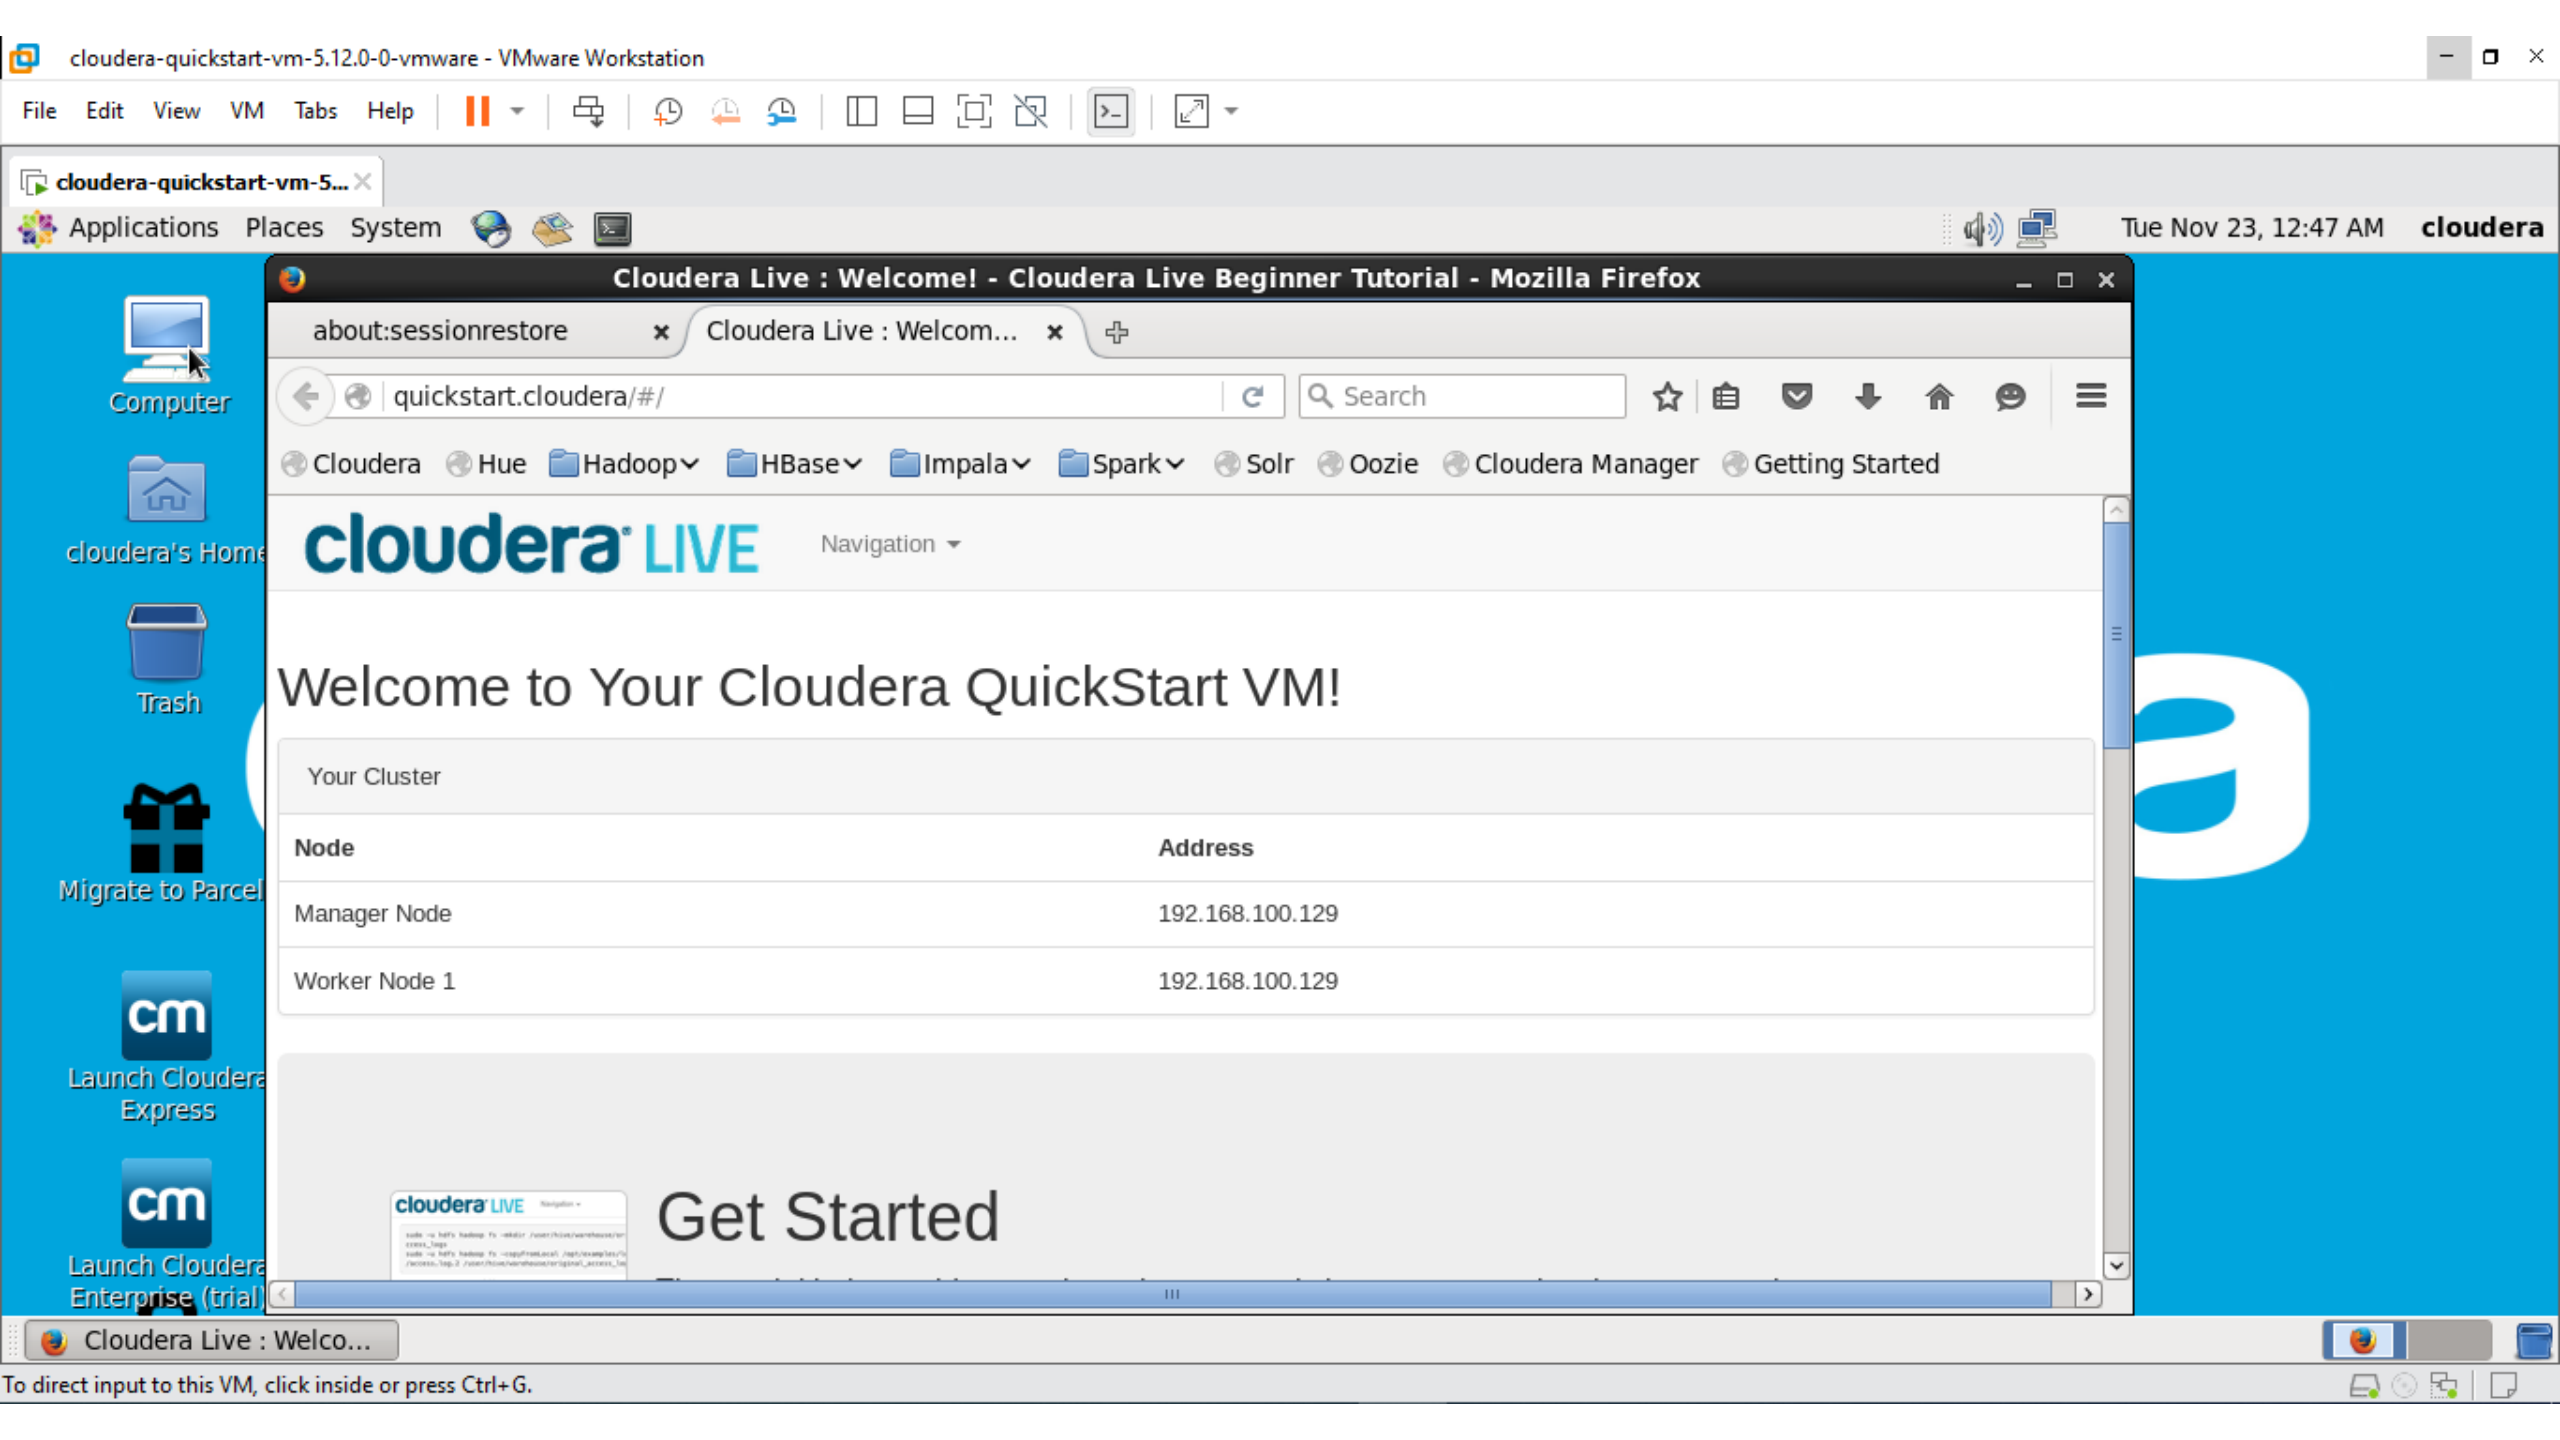 cloudera-quickstart-vm-5.12.0-0-vmware - VMware Workstation
File Edit View VM Tabs Help
cloudera-quickstart-vm-5...
Applications Places System Tue Nov 23, 12:47 AM cloudera
Cloudera Live : Welcome! - Cloudera Live Beginner Tutorial - Mozilla Firefox
about:sessionrestore Cloudera Live : Welcom...
quickstart.cloudera/#/ Search
Cloudera Hue Hadoop HBase Impala Spark Solr Oozie Cloudera Manager Getting Started
Computer
cloudera's Home
Trash
Migrate to Parcel
Launch Cloudera
Express
Launch Cloudera
Enterprise (trial)
cloudera LIVE Navigation
Welcome to Your Cloudera QuickStart VM!
Your Cluster
Node Address
Manager Node 192.168.100.129
Worker Node 1 192.168.100.129
cloudera LIVE Navigation
Get Started
a
Cloudera Live : Welco...
To direct input to this VM, click inside or press Ctrl+G.